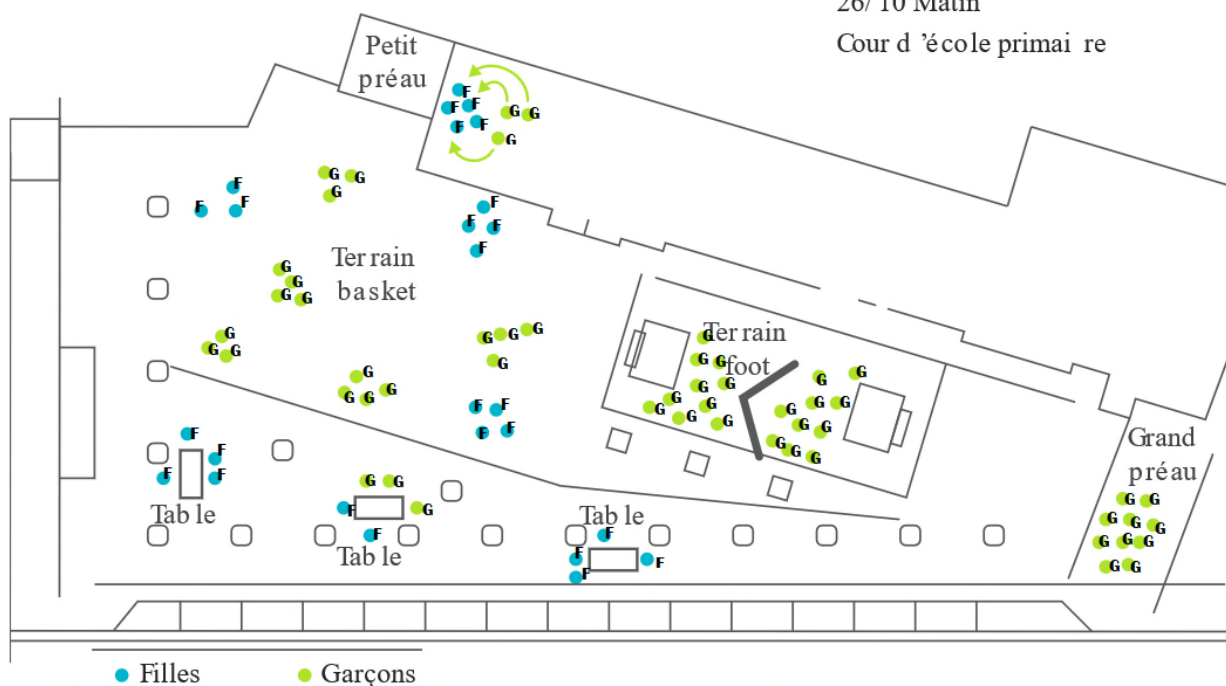 26/ 10 Matin
Cour d 'école primai re
Petit
préau
F
F F
F F
G G
G
G G
G
F
F F
F
F F
F
Ter rain
basket
G
G
G G
G
G G
G G G
G
G
G G G
F F
F F
Ter rain
foot
G
G G
G G
G G
G G
G
G G
G G
G
G G
G G
G
Grand
préau
G G
G G G
G G G
G G
F
F
F F
Tab le
G G
F G
F
Tab le
Tab le
F
F F
F
Filles
Garçons